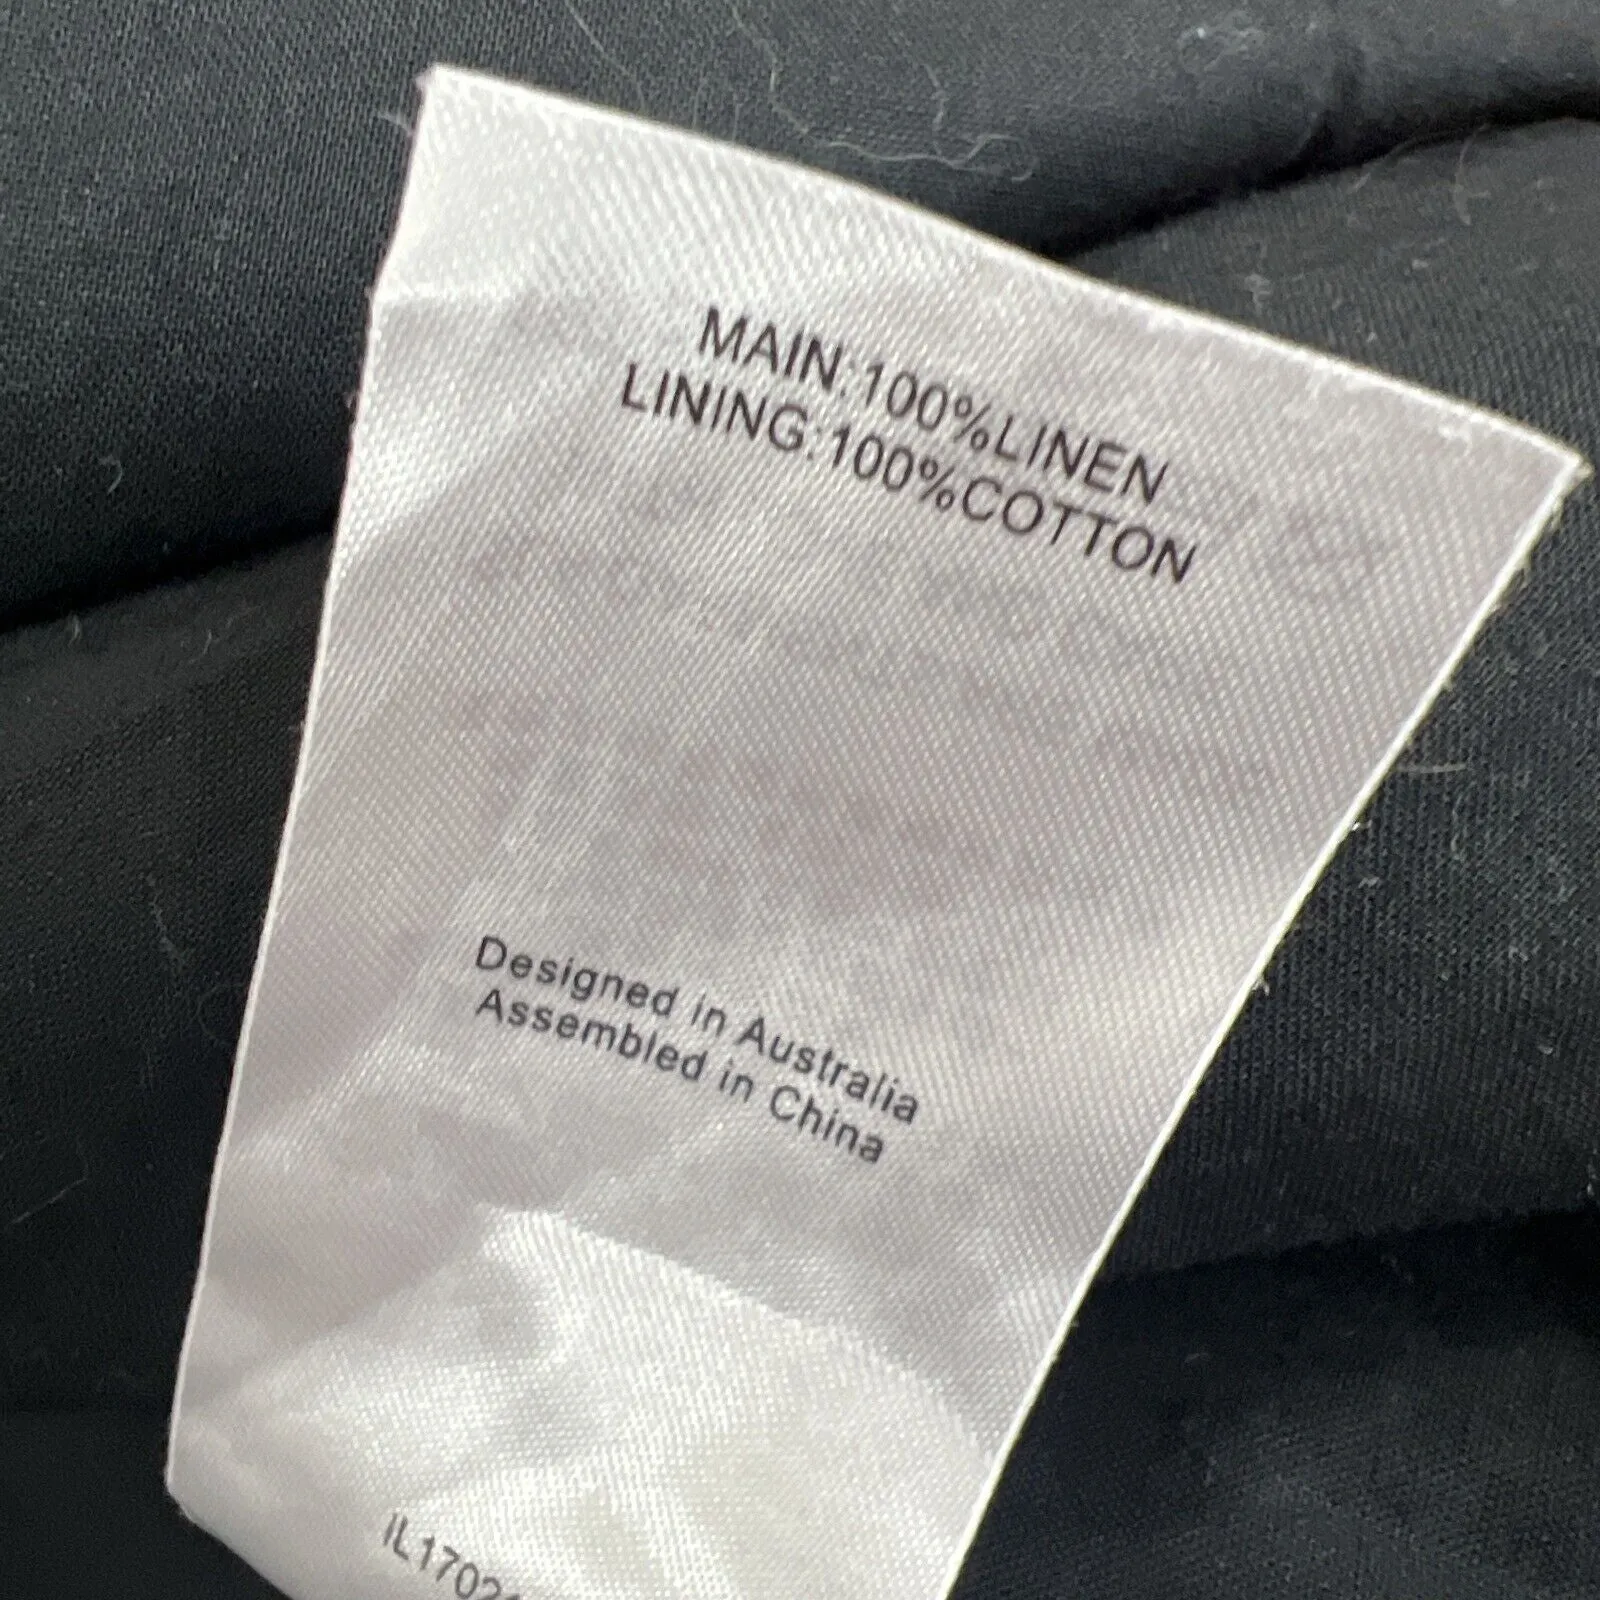 MAIN:100%LINEN
LINING:100%COTTON
Designed in Australia
Assembled in China